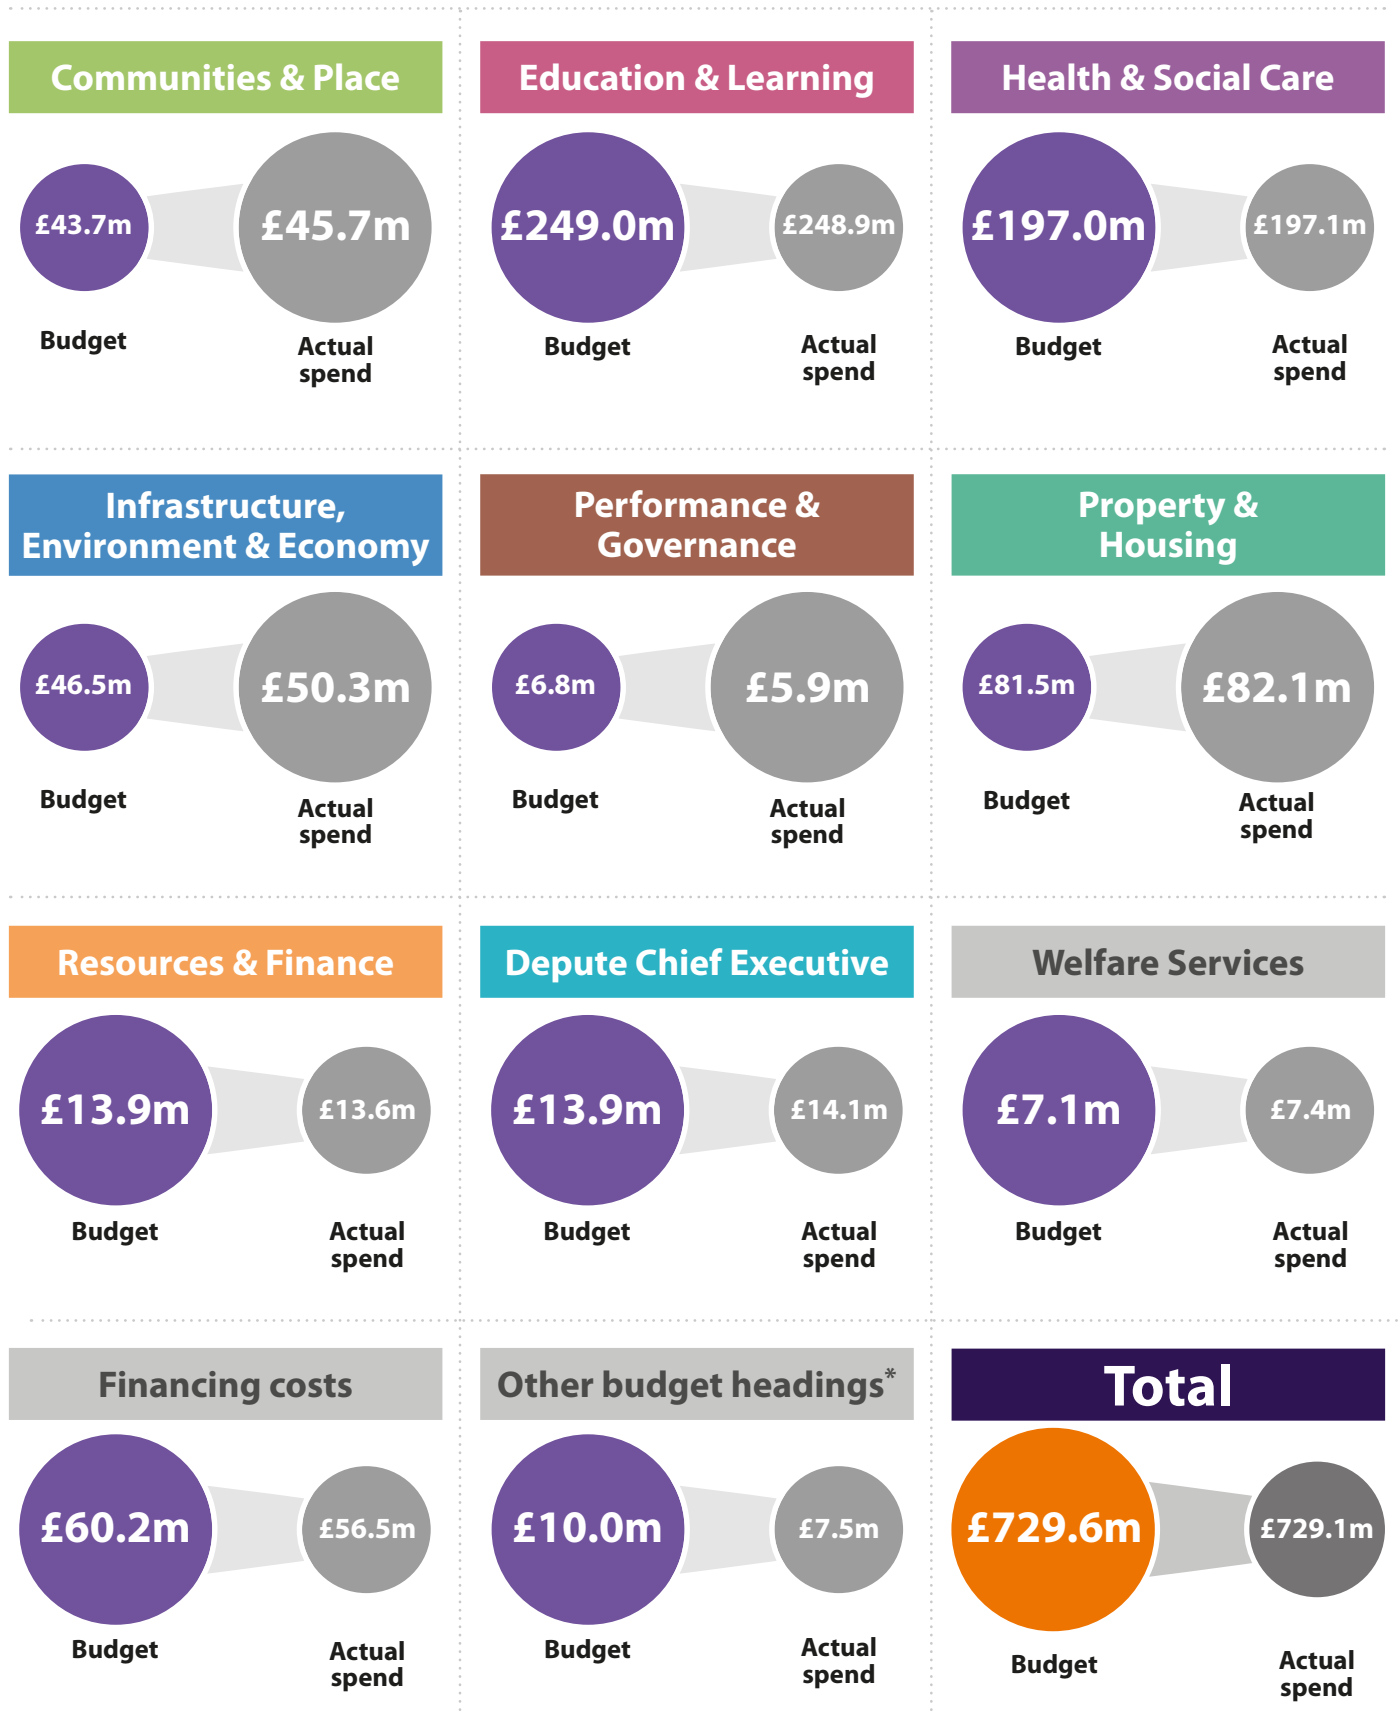 Communities & Place
£43.7m
£45.7m
Budget
Actual
spend
Education & Learning
£249.0m
£248.9m
Budget
Actual
spend
Health & Social Care
£197.0m
£197.1m
Budget
Actual
spend
Infrastructure,
Environment & Economy
£46.5m
£50.3m
Budget
Actual
spend
Performance &
Governance
£6.8m
£5.9m
Budget
Actual
spend
Property &
Housing
£81.5m
£82.1m
Budget
Actual
spend
Resources & Finance
£13.9m
£13.6m
Budget
Actual
spend
Depute Chief Executive
£13.9m
£14.1m
Budget
Actual
spend
Welfare Services
£7.1m
£7.4m
Budget
Actual
spend
Financing costs
£60.2m
£56.5m
Budget
Actual
spend
Other budget headings*
£10.0m
£7.5m
Budget
Actual
spend
Total
£729.6m
£729.1m
Budget
Actual
spend